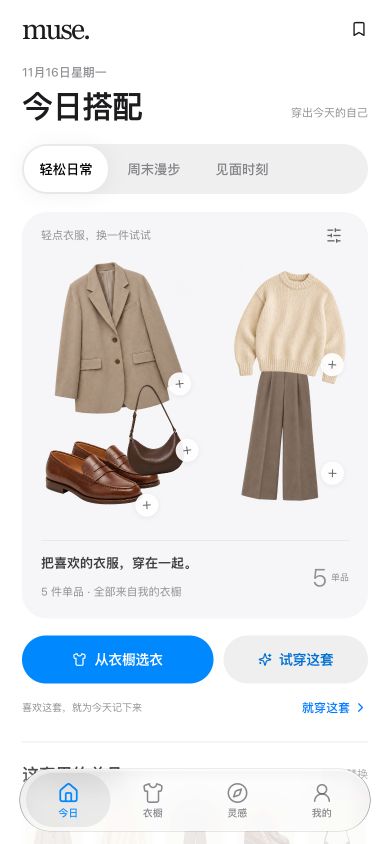 muse.
11月16日星期一
今日搭配
穿出今天的自己
轻松日常
周末漫步
见面时刻
轻点衣服，换一件试试
把喜欢的衣服，穿在一起。
5 件单品 · 全部来自我的衣橱
5 单品
从衣橱选衣
试穿这套
喜欢这套，就为今天记下来
就穿这套
今日
衣橱
灵感
我的